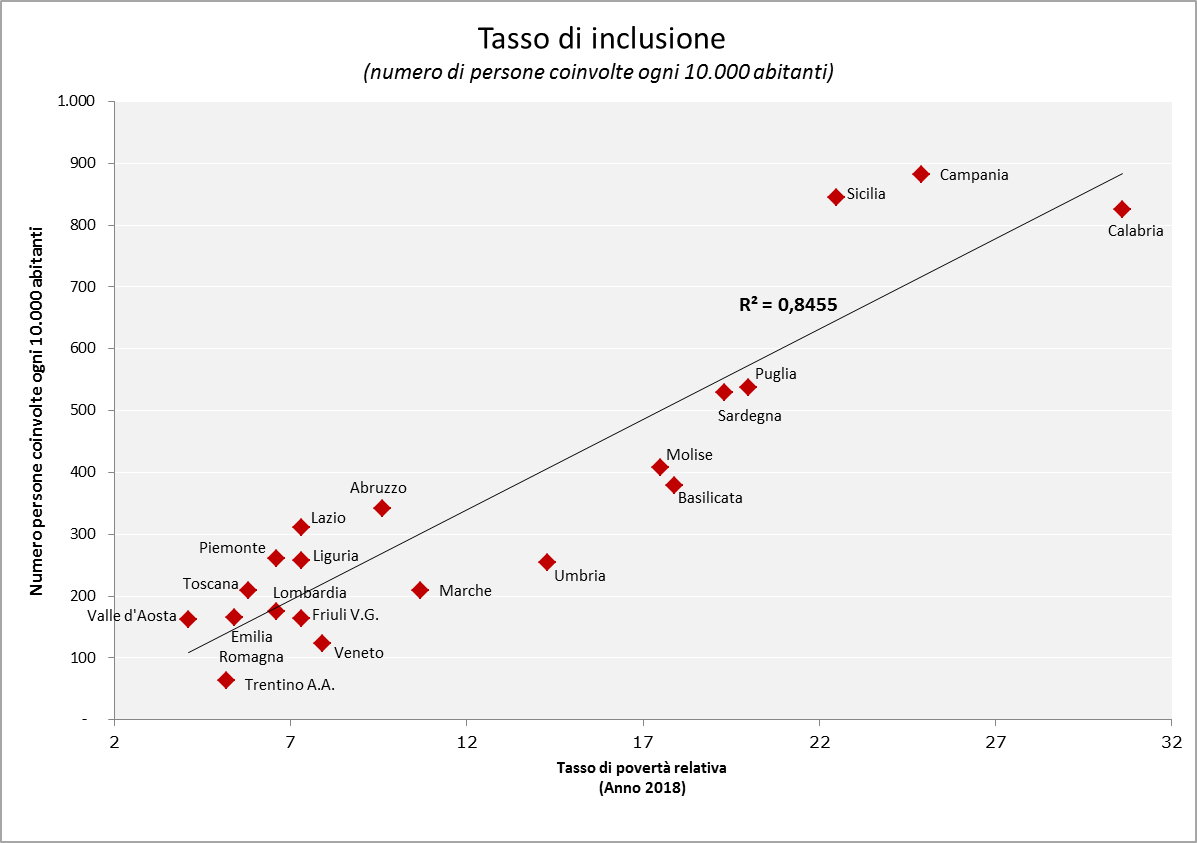 Tasso di inclusione
(numero di persone coinvolte ogni 10.000 abitanti)
Numero persone coinvolte ogni 10.000 abitanti
1.000
900
800
700
600
500
400
300
200
100
-
Campania
Sicilia
Calabria
R² = 0,8455
Puglia
Sardegna
Molise
Basilicata
Abruzzo
Lazio
Piemonte
Liguria
Umbria
Toscana
Lombardia
Marche
Valle d'Aosta
Friuli V.G.
Emilia
Romagna
Veneto
Trentino A.A.
2
7
12
17
22
27
32
Tasso di povertà relativa
(Anno 2018)